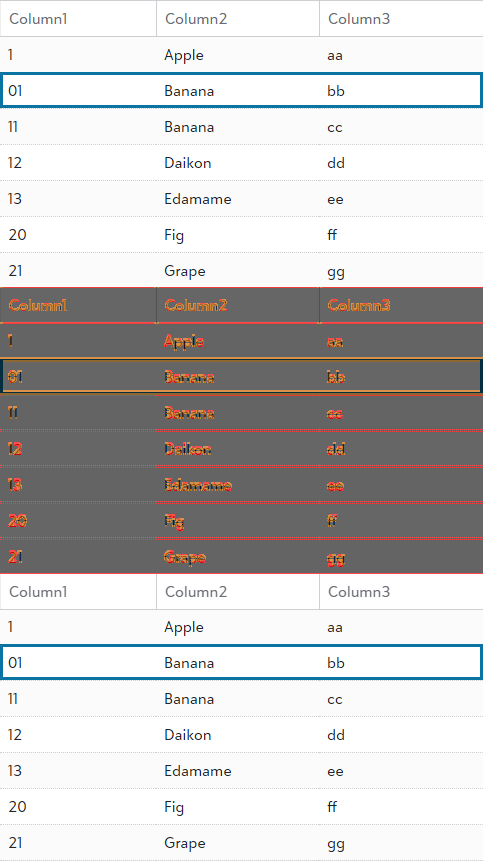 Column1 Column2 Column3
1 Apple aa
01 Banana bb
11 Banana cc
12 Daikon dd
13 Edamame ee
20 Fig ff
21 Grape gg
Column1 Column2 Column3
1 Apple aa
01 Banana bb
11 Banana cc
12 Daikon dd
13 Edamame ee
20 Fig ff
21 Grape gg
Column1 Column2 Column3
1 Apple aa
01 Banana bb
11 Banana cc
12 Daikon dd
13 Edamame ee
20 Fig ff
21 Grape gg